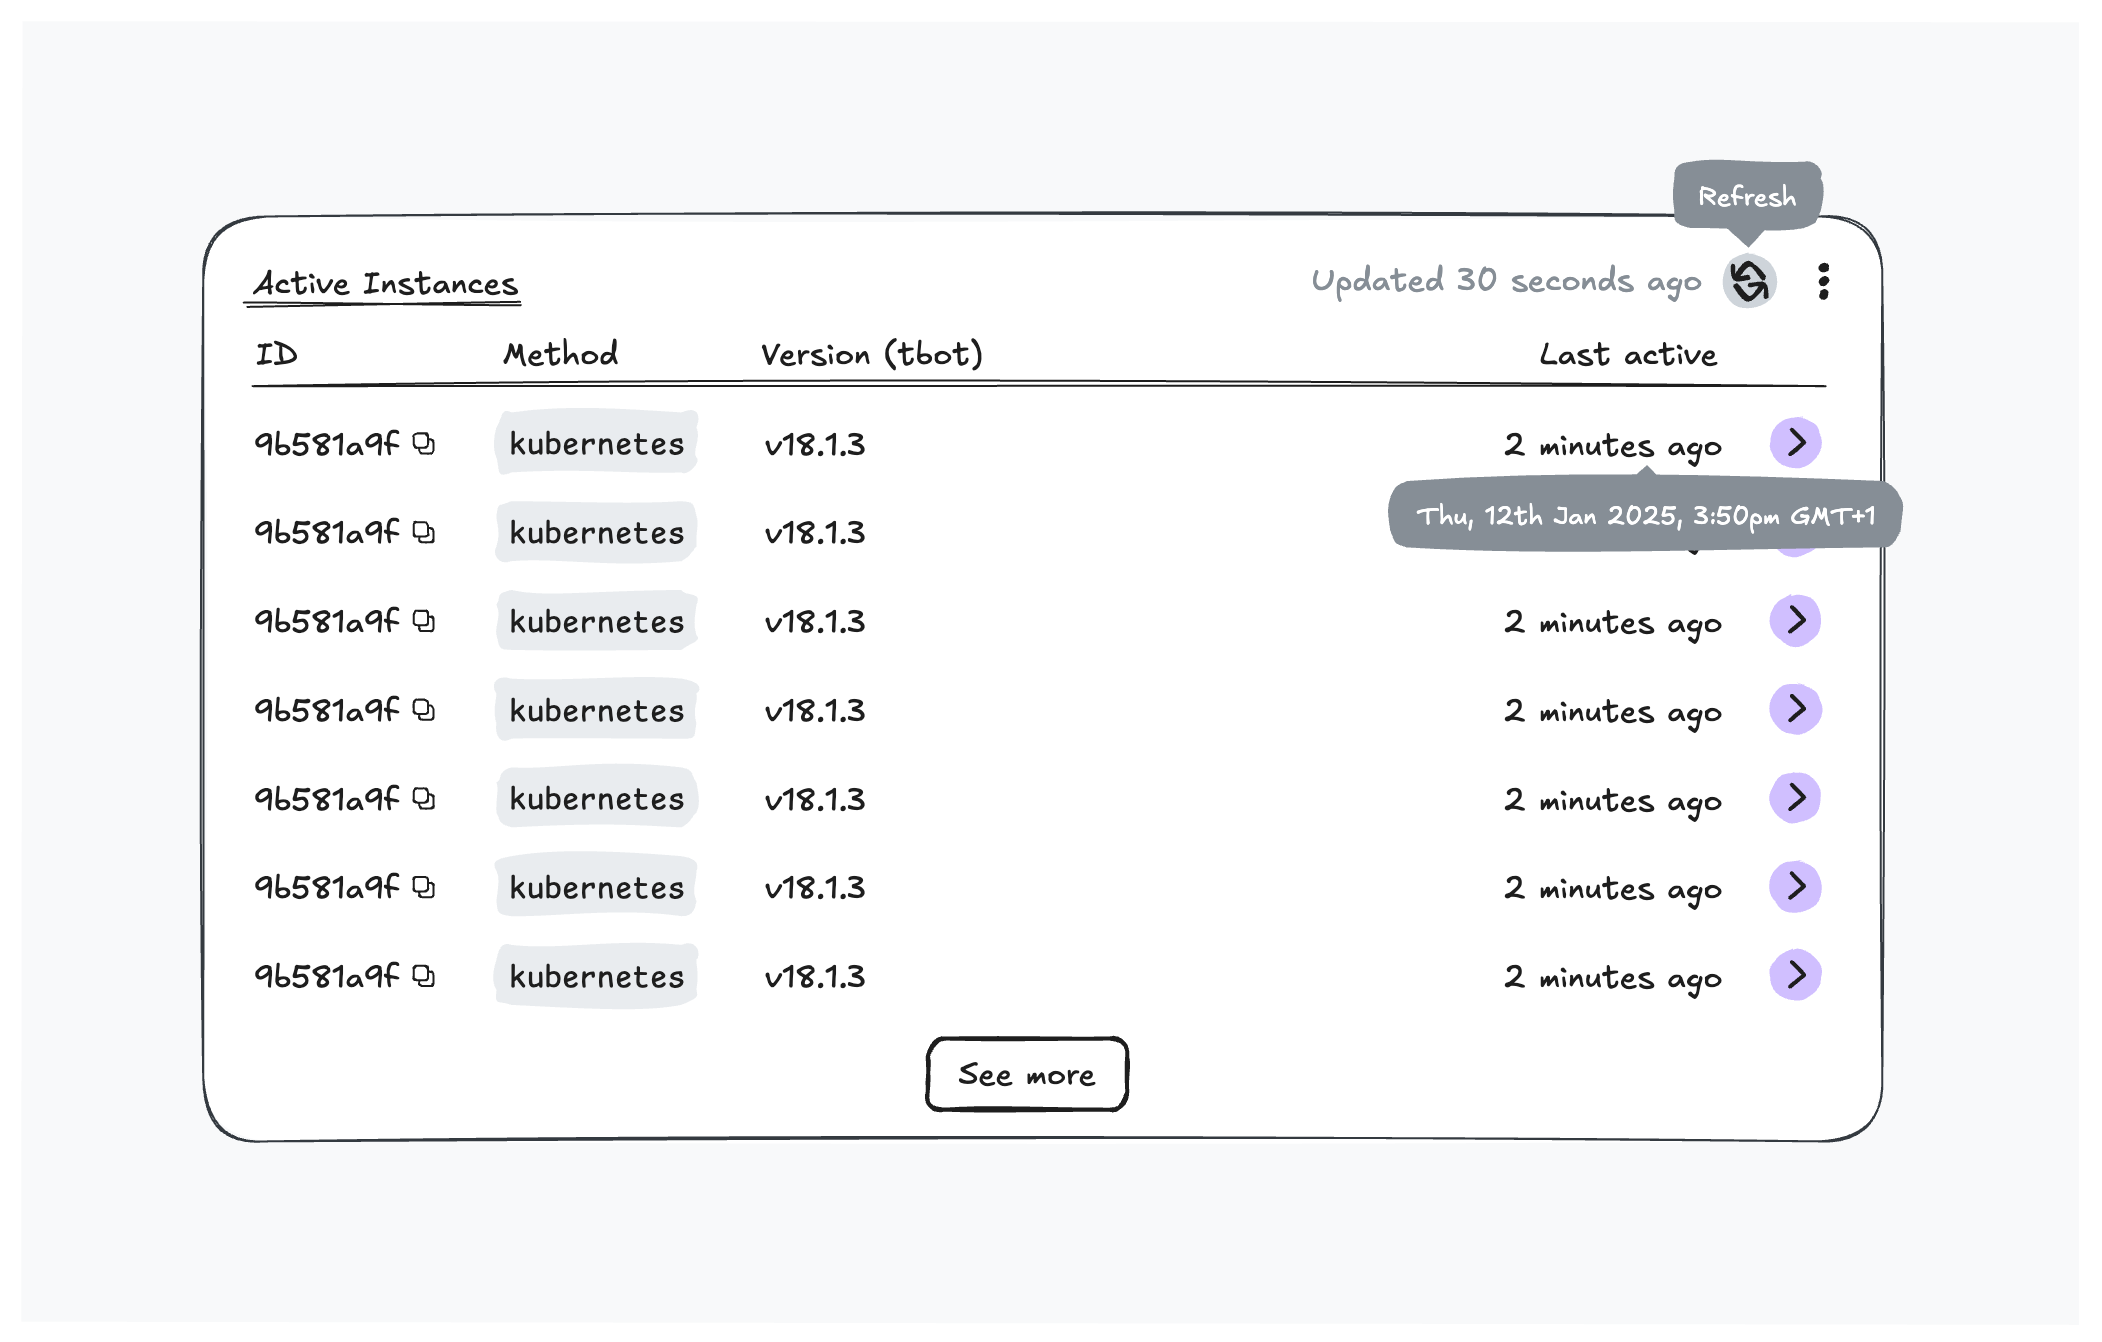 Refresh
Active Instances Updated 30 seconds ago
ID Method Version (tbot) Last active
9b581a9f kubernetes v18.1.3 2 minutes ago
Thu, 12th Jan 2025, 3:50pm GMT+1
9b581a9f kubernetes v18.1.3
9b581a9f kubernetes v18.1.3 2 minutes ago
9b581a9f kubernetes v18.1.3 2 minutes ago
9b581a9f kubernetes v18.1.3 2 minutes ago
9b581a9f kubernetes v18.1.3 2 minutes ago
9b581a9f kubernetes v18.1.3 2 minutes ago
See more